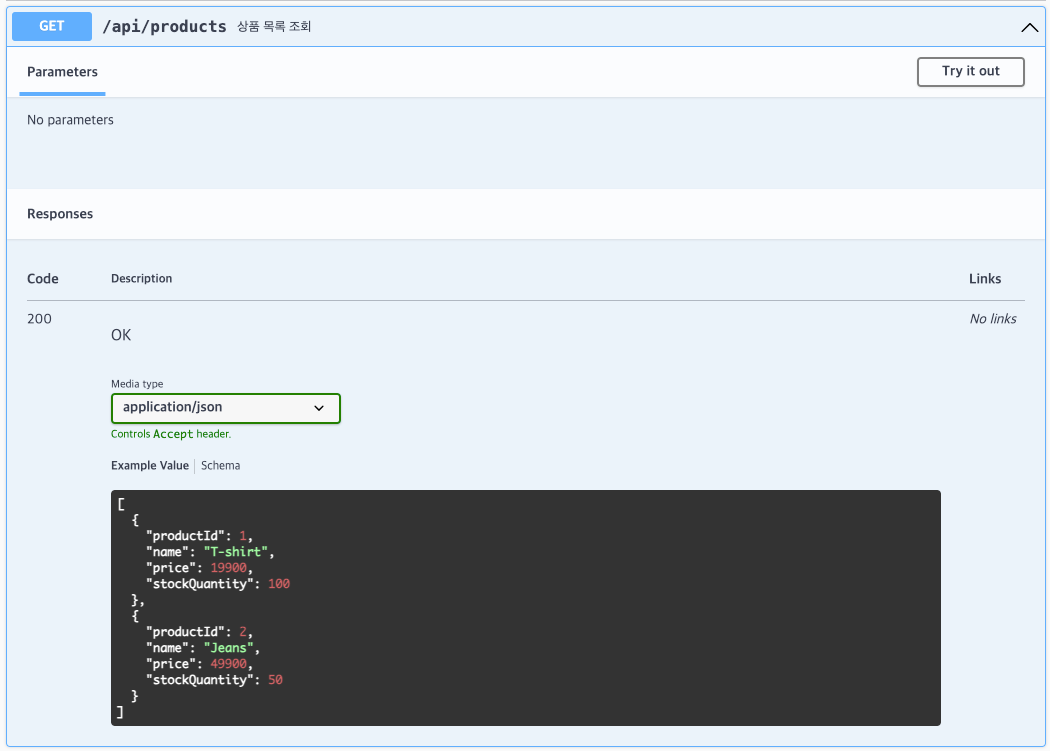 GET /api/products 상품 목록 조회
Parameters Try it out
No parameters
Responses
Code Description Links
200 OK No links
Media type
application/json
Controls Accept header.
Example Value Schema
[
  {
    "productId": 1,
    "name": "T-shirt",
    "price": 19900,
    "stockQuantity": 100
  },
  {
    "productId": 2,
    "name": "Jeans",
    "price": 49900,
    "stockQuantity": 50
  }
]